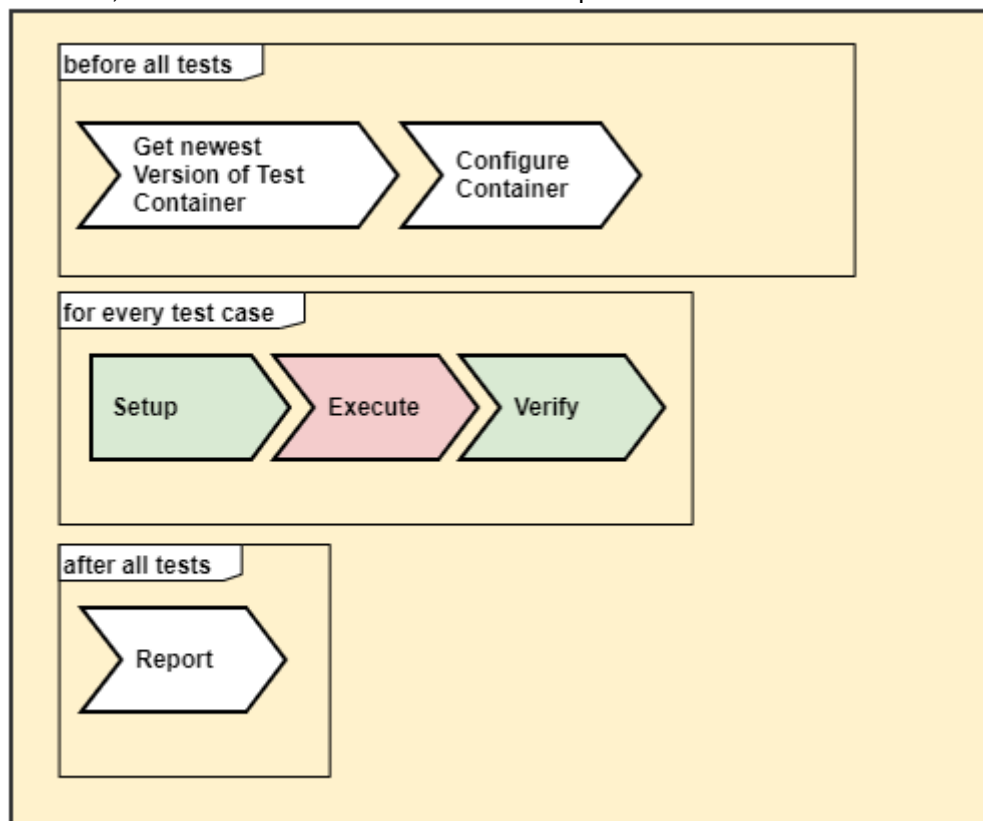 before all tests
Get newest
Version of Test
Container
Configure
Container
for every test case
Setup
Execute
Verify
after all tests
Report